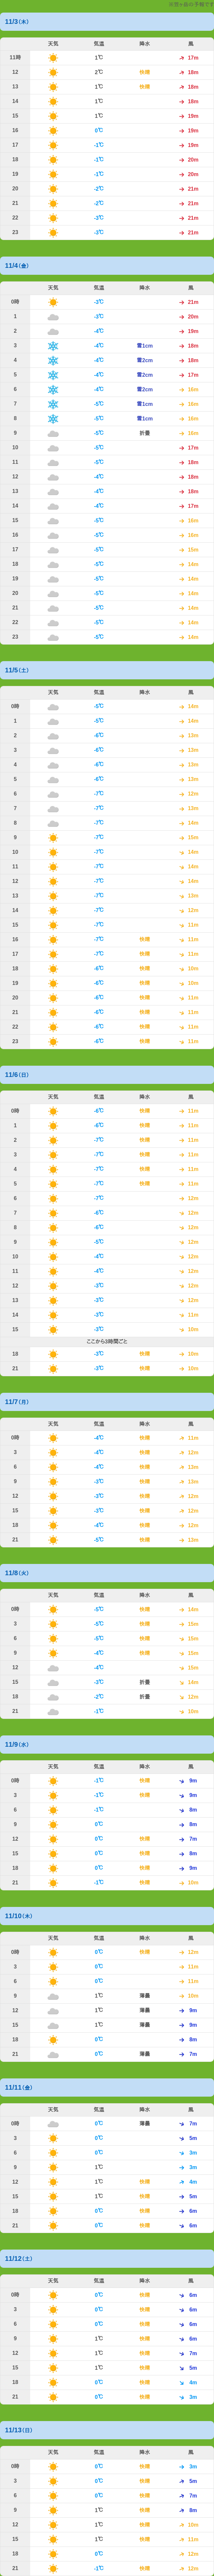 11/3(木)
天気 気温 降水 風
11時 1℃ 17m
12 2℃ 快晴 18m
13 1℃ 快晴 18m
14 1℃ 18m
15 1℃ 19m
16 0℃ 19m
17 -1℃ 19m
18 -1℃ 20m
19 -1℃ 20m
20 -2℃ 21m
21 -2℃ 21m
22 -3℃ 21m
23 -3℃ 21m
11/4(金)
天気 気温 降水 風
0時 -3℃ 21m
1 -3℃ 20m
2 -4℃ 19m
3 -4℃ 雪1cm 18m
4 -4℃ 雪2cm 18m
5 -4℃ 雪2cm 17m
6 -4℃ 雪2cm 16m
7 -5℃ 雪1cm 16m
8 -5℃ 雪1cm 16m
9 -5℃ 折曇 16m
10 -5℃ 17m
11 -5℃ 18m
12 -4℃ 18m
13 -4℃ 18m
14 -4℃ 17m
15 -5℃ 16m
16 -5℃ 16m
17 -5℃ 15m
18 -5℃ 14m
19 -5℃ 14m
20 -5℃ 14m
21 -5℃ 14m
22 -5℃ 14m
23 -5℃ 14m
11/5(土)
天気 気温 降水 風
0時 -5℃ 14m
1 -5℃ 14m
2 -6℃ 13m
3 -6℃ 13m
4 -6℃ 13m
5 -6℃ 13m
6 -7℃ 12m
7 -7℃ 13m
8 -7℃ 14m
9 -7℃ 15m
10 -7℃ 14m
11 -7℃ 14m
12 -7℃ 14m
13 -7℃ 13m
14 -7℃ 12m
15 -7℃ 11m
16 -7℃ 快晴 11m
17 -7℃ 快晴 11m
18 -6℃ 快晴 10m
19 -6℃ 快晴 10m
20 -6℃ 快晴 11m
21 -6℃ 快晴 11m
22 -6℃ 快晴 11m
23 -6℃ 快晴 11m
11/6(日)
天気 気温 降水 風
0時 -6℃ 快晴 11m
1 -6℃ 快晴 11m
2 -7℃ 快晴 11m
3 -7℃ 快晴 11m
4 -7℃ 快晴 11m
5 -7℃ 快晴 11m
6 -7℃ 12m
7 -6℃ 12m
8 -6℃ 12m
9 -5℃ 12m
10 -4℃ 12m
11 -4℃ 12m
12 -3℃ 12m
13 -3℃ 12m
14 -3℃ 11m
15 -3℃ 10m
ここから3時間ごと
18 -3℃ 快晴 10m
21 -3℃ 快晴 10m
11/7(月)
天気 気温 降水 風
0時 -4℃ 快晴 11m
3 -4℃ 快晴 12m
6 -4℃ 快晴 13m
9 -3℃ 快晴 13m
12 -3℃ 快晴 12m
15 -3℃ 快晴 12m
18 -4℃ 快晴 12m
21 -5℃ 快晴 13m
11/8(火)
天気 気温 降水 風
0時 -5℃ 快晴 14m
3 -5℃ 快晴 15m
6 -5℃ 快晴 15m
9 -4℃ 快晴 15m
12 -4℃ 15m
15 -3℃ 折曇 14m
18 -2℃ 折曇 12m
21 -1℃ 10m
11/9(水)
天気 気温 降水 風
0時 -1℃ 快晴 9m
3 -1℃ 快晴 9m
6 -1℃ 8m
9 0℃ 8m
12 0℃ 快晴 7m
15 0℃ 快晴 8m
18 0℃ 快晴 9m
21 -1℃ 快晴 10m
11/10(木)
天気 気温 降水 風
0時 0℃ 快晴 12m
3 0℃ 11m
6 0℃ 11m
9 1℃ 薄曇 10m
12 1℃ 薄曇 9m
15 1℃ 薄曇 9m
18 0℃ 8m
21 0℃ 薄曇 7m
11/11(金)
天気 気温 降水 風
0時 0℃ 薄曇 7m
3 0℃ 5m
6 0℃ 3m
9 1℃ 3m
12 1℃ 快晴 4m
15 1℃ 快晴 5m
18 0℃ 快晴 6m
21 0℃ 快晴 6m
11/12(土)
天気 気温 降水 風
0時 0℃ 快晴 6m
3 0℃ 快晴 6m
6 0℃ 快晴 6m
9 1℃ 快晴 6m
12 1℃ 快晴 7m
15 1℃ 快晴 5m
18 0℃ 快晴 4m
21 0℃ 快晴 3m
11/13(日)
天気 気温 降水 風
0時 0℃ 快晴 3m
3 0℃ 快晴 5m
6 0℃ 快晴 7m
9 1℃ 快晴 8m
12 1℃ 快晴 10m
15 1℃ 快晴 11m
18 0℃ 12m
21 -1℃ 快晴 12m